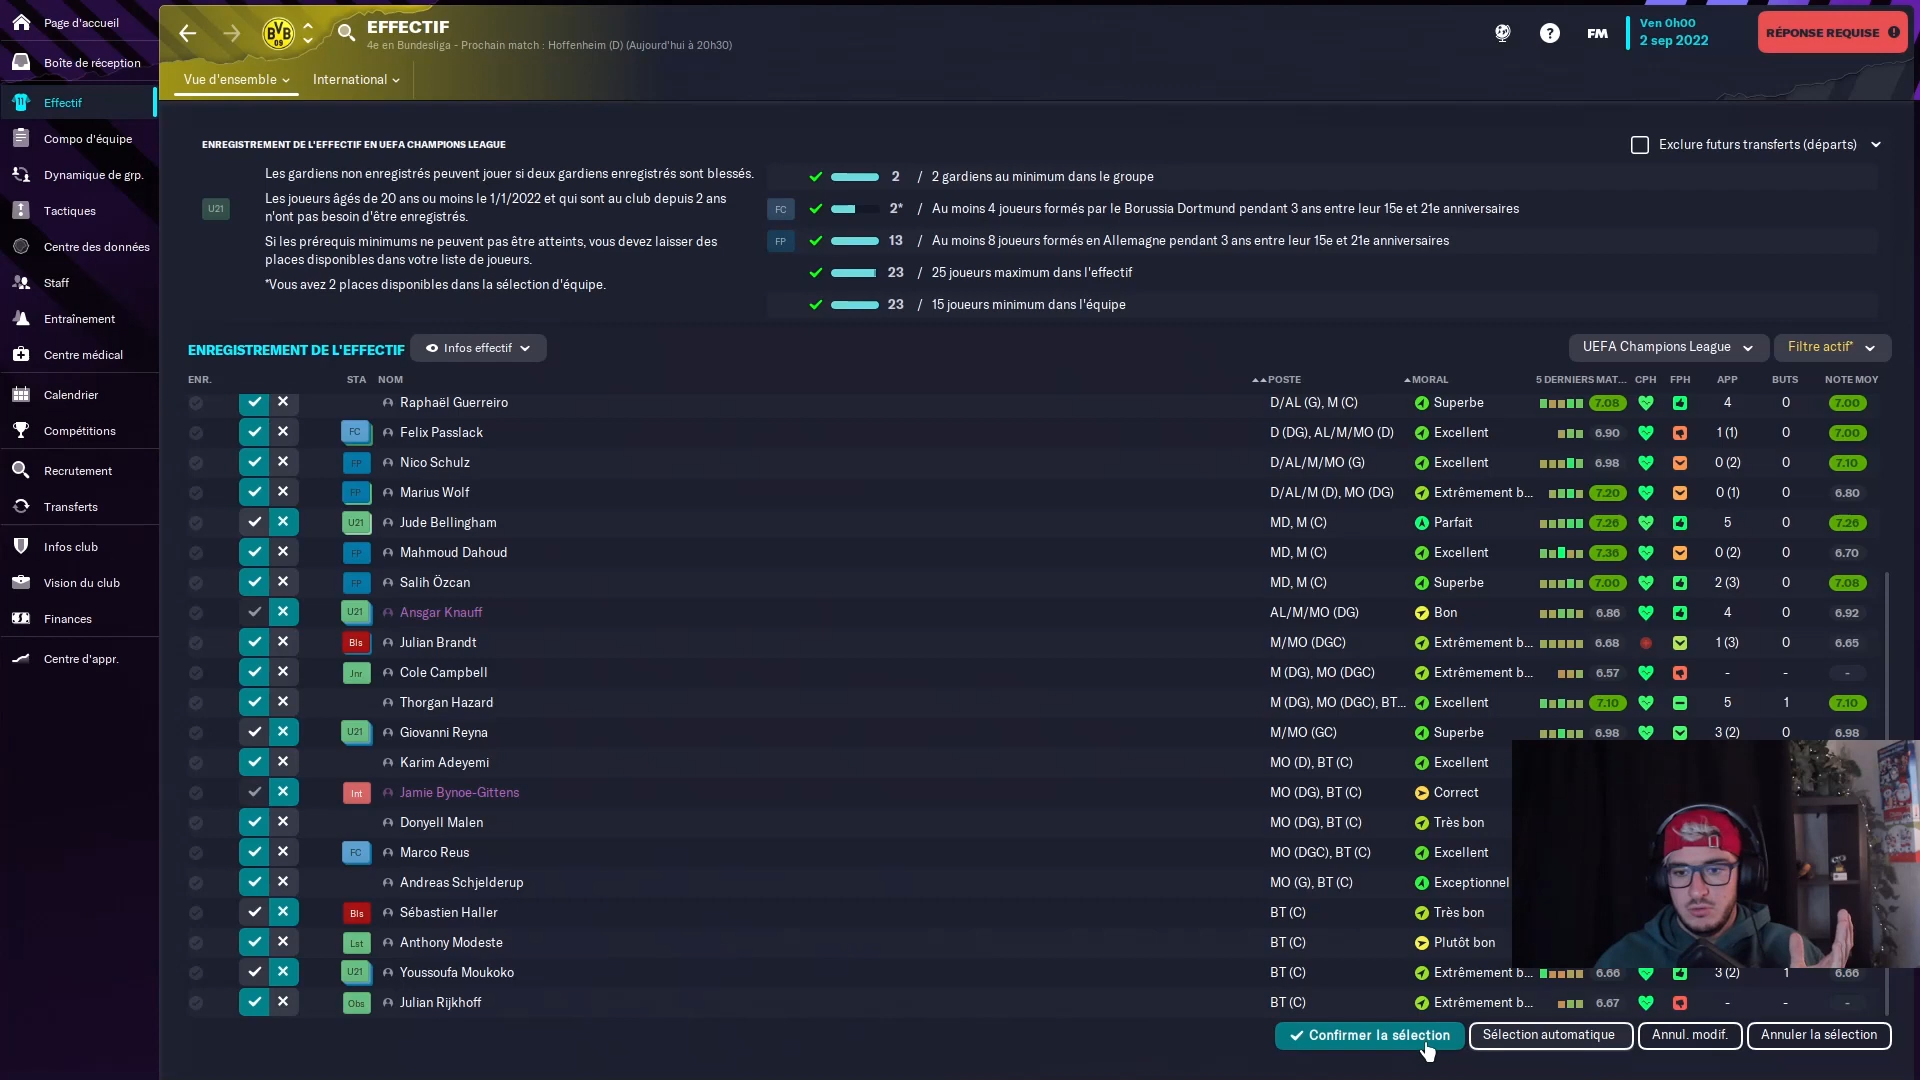 Page d'accueil
Boîte de réception
Effectif
Compo d'équipe
Dynamique de grp.
Tactiques
Centre des données
Staff
Entraînement
Centre médical
Calendrier
Compétitions
Recrutement
Transferts
Infos club
Vision du club
Finances
Centre d'appr.
BVB 09
EFFECTIF
4e en Bundesliga - Prochain match : Hoffenheim (D) (Aujourd'hui à 20h30)
FM
Ven 0h00
2 sep 2022
RÉPONSE REQUISE
Vue d'ensemble
International
ENREGISTREMENT DE L'EFFECTIF EN UEFA CHAMPIONS LEAGUE
Exclure futurs transferts (départs)
Les gardiens non enregistrés peuvent jouer si deux gardiens enregistrés sont blessés.
U21 Les joueurs âgés de 20 ans ou moins le 1/1/2022 et qui sont au club depuis 2 ans
n'ont pas besoin d'être enregistrés.
Si les prérequis minimums ne peuvent pas être atteints, vous devez laisser des
places disponibles dans votre liste de joueurs.
*Vous avez 2 places disponibles dans la sélection d'équipe.
2 / 2 gardiens au minimum dans le groupe
FC 2* / Au moins 4 joueurs formés par le Borussia Dortmund pendant 3 ans entre leur 15e et 21e anniversaires
FP 13 / Au moins 8 joueurs formés en Allemagne pendant 3 ans entre leur 15e et 21e anniversaires
23 / 25 joueurs maximum dans l'effectif
23 / 15 joueurs minimum dans l'équipe
ENREGISTREMENT DE L'EFFECTIF Infos effectif
UEFA Champions League Filtre actif*
ENR. STA NOM POSTE MORAL 5 DERNIERS MAT... CPH FPH APP BUTS NOTE MOY
Raphaël Guerreiro D/AL (G), M (C) Superbe 7.08 4 0 7.00
FC Felix Passlack D (DG), AL/M/MO (D) Excellent 6.90 1 (1) 0 7.00
FP Nico Schulz D/AL/M/MO (G) Excellent 6.98 0 (2) 0 7.10
FP Marius Wolf D/AL/M (D), MO (DG) Extrêmement b... 7.20 0 (1) 0 6.80
U21 Jude Bellingham MD, M (C) Parfait 7.26 5 0 7.26
FP Mahmoud Dahoud MD, M (C) Excellent 7.36 0 (2) 0 6.70
FP Salih Özcan MD, M (C) Superbe 7.00 2 (3) 0 7.08
U21 Ansgar Knauff AL/M/MO (DG) Bon 6.86 4 0 6.92
Bls Julian Brandt M/MO (DGC) Extrêmement b... 6.68 1 (3) 0 6.65
Jnr Cole Campbell M (DG), MO (DGC) Extrêmement b... 6.57 - - -
Thorgan Hazard M (DG), MO (DGC), BT... Excellent 7.10 5 1 7.10
U21 Giovanni Reyna M/MO (GC) Superbe 6.98 3 (2) 0 6.98
Karim Adeyemi MO (D), BT (C) Excellent
Int Jamie Bynoe-Gittens MO (DG), BT (C) Correct
Donyell Malen MO (DG), BT (C) Très bon
FC Marco Reus MO (DGC), BT (C) Excellent
Andreas Schjelderup MO (G), BT (C) Exceptionnel
Bls Sébastien Haller BT (C) Très bon
Lst Anthony Modeste BT (C) Plutôt bon
U21 Youssoufa Moukoko BT (C) Extrêmement b... 6.66 3 (2) 1 6.66
Obs Julian Rijkhoff BT (C) Extrêmement b... 6.67 - - -
Confirmer la sélection Sélection automatique Annul. modif. Annuler la sélection